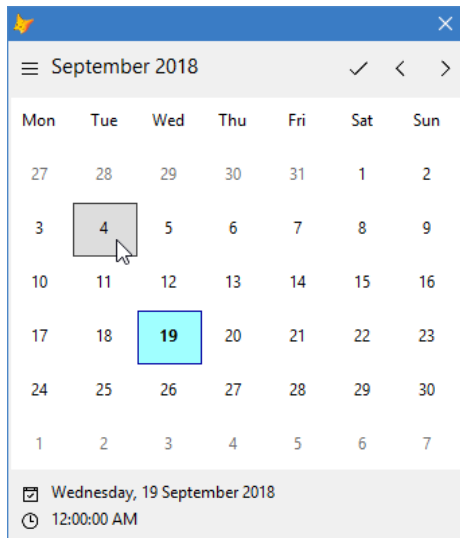 September 2018
Mon Tue Wed Thu Fri Sat Sun
27 28 29 30 31 1 2
3 4 5 6 7 8 9
10 11 12 13 14 15 16
17 18 19 20 21 22 23
24 25 26 27 28 29 30
1 2 3 4 5 6 7
Wednesday, 19 September 2018
12:00:00 AM